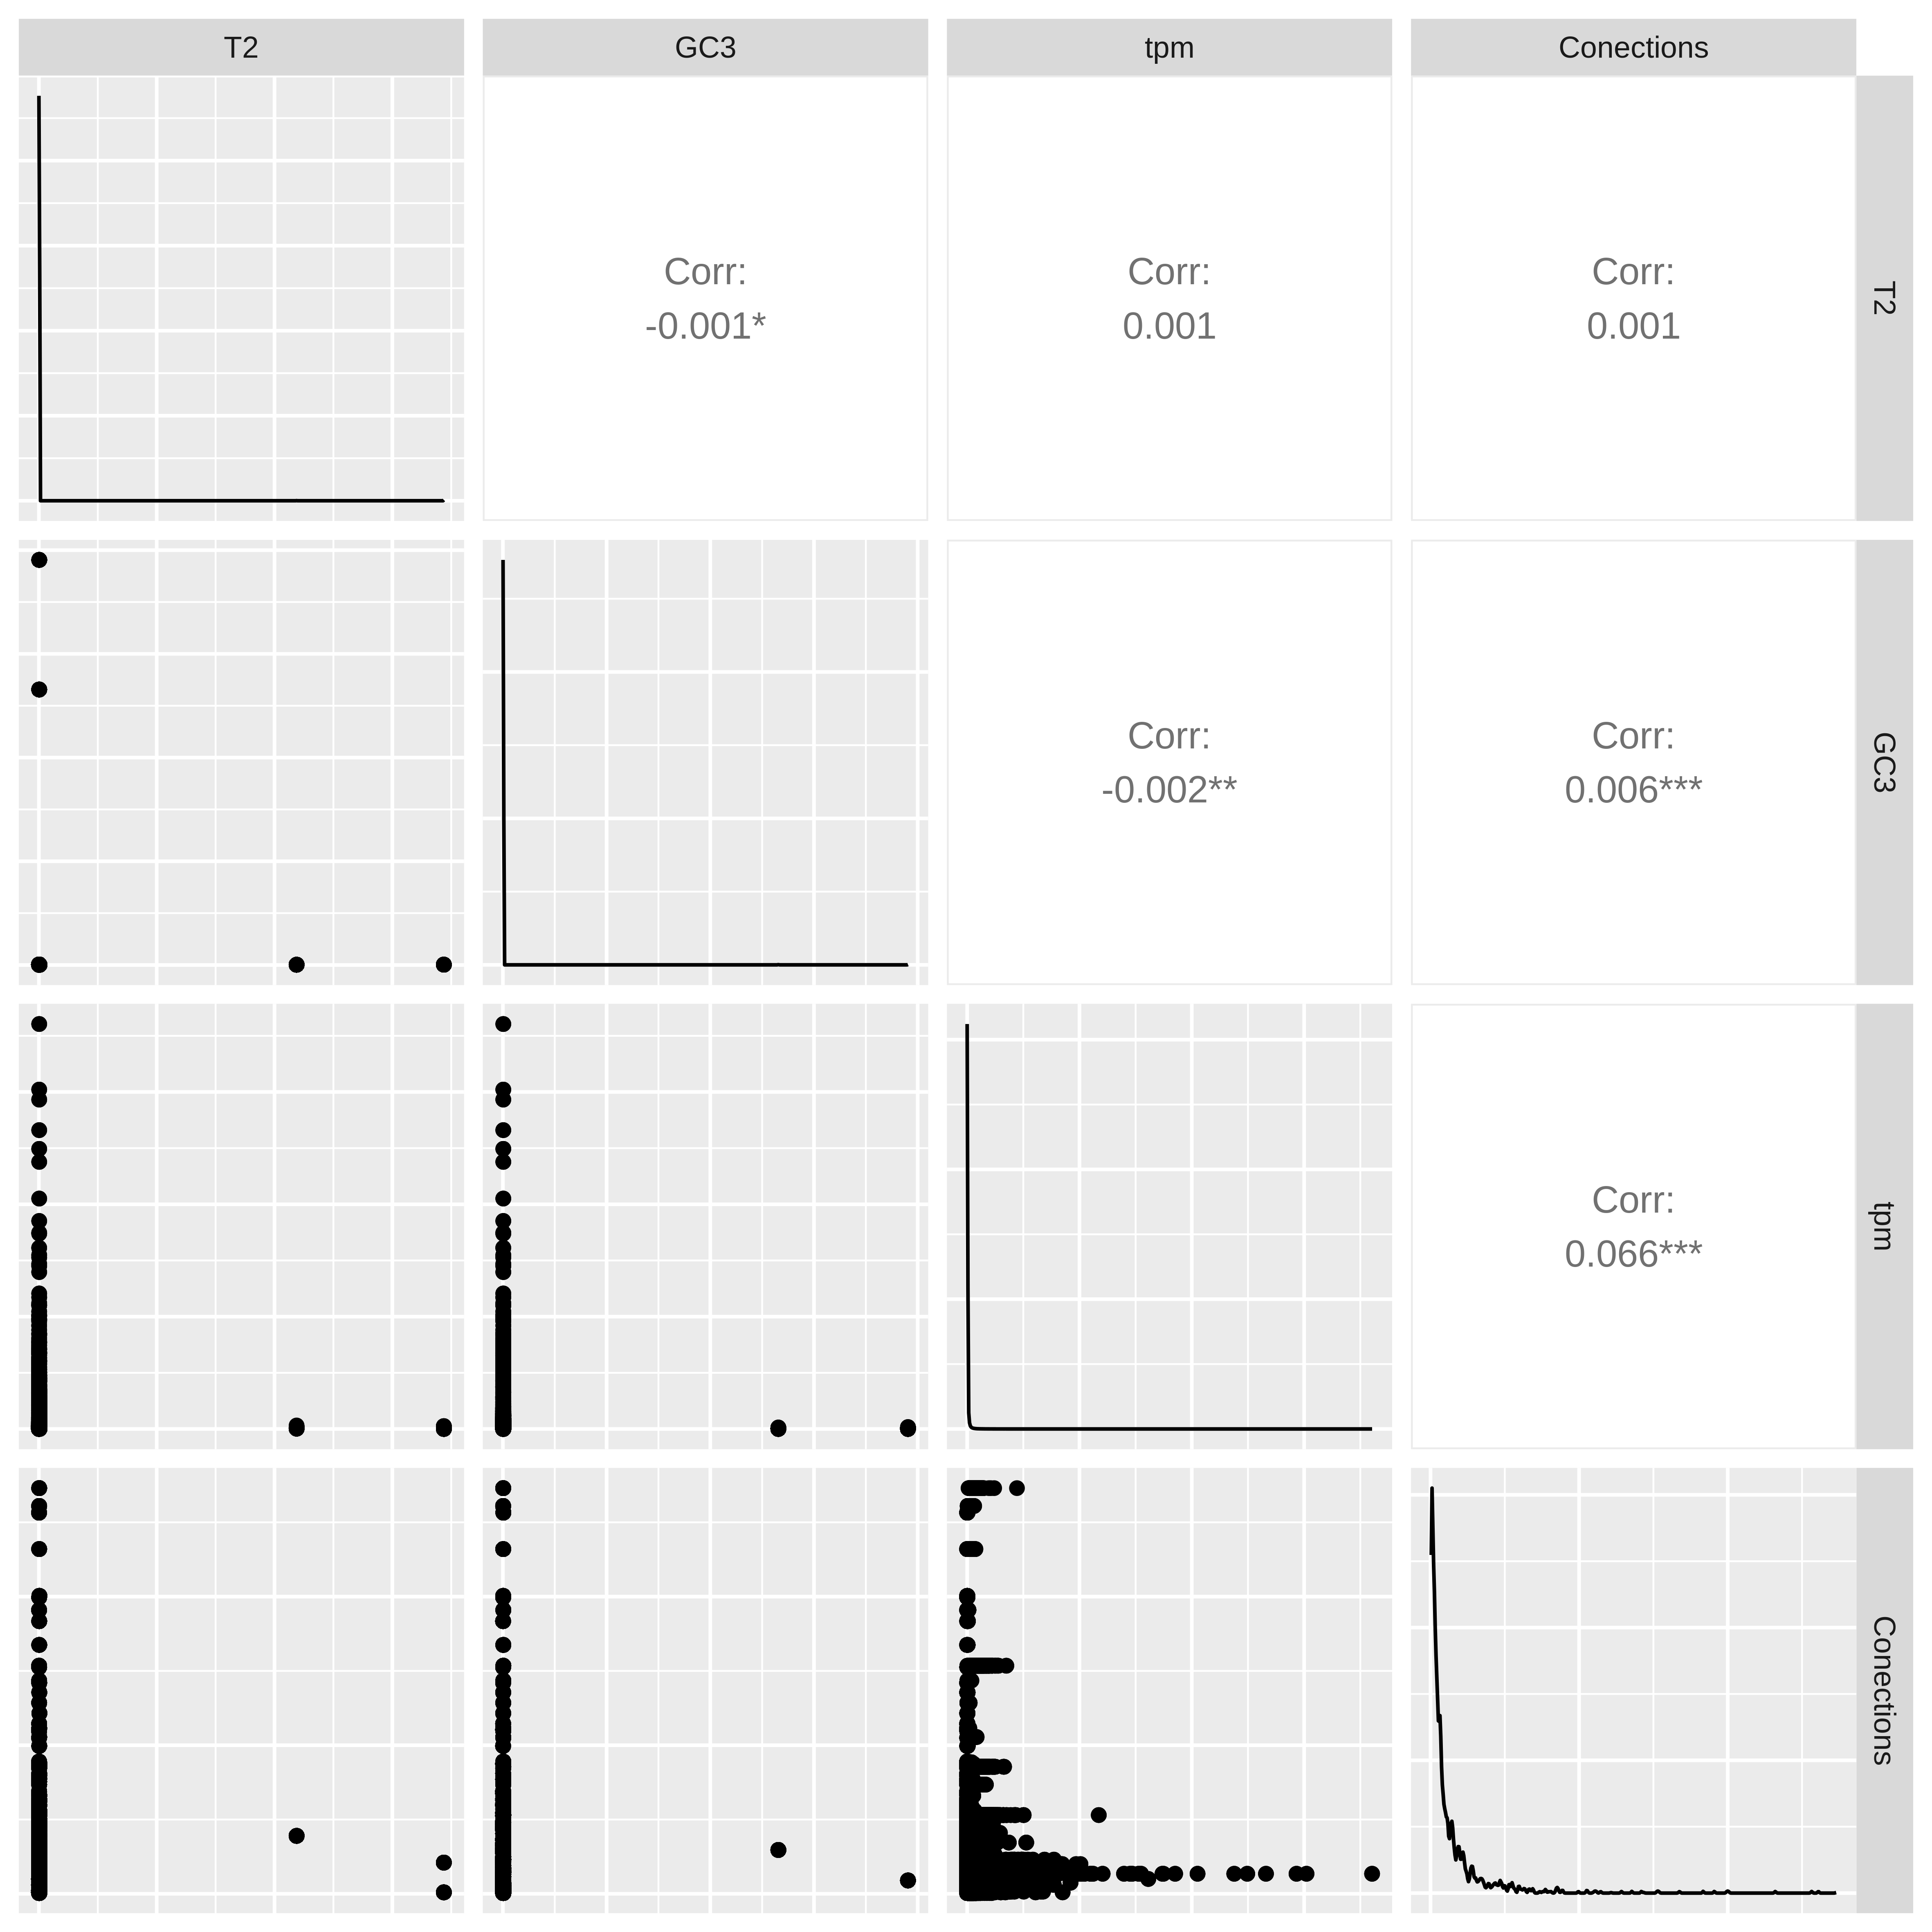 T2
GC3
tpm
Conections
Corr:
-0.001*
Corr:
0.001
Corr:
0.001
T2
Corr:
-0.002**
Corr:
0.006***
GC3
Corr:
0.066***
tpm
Conections